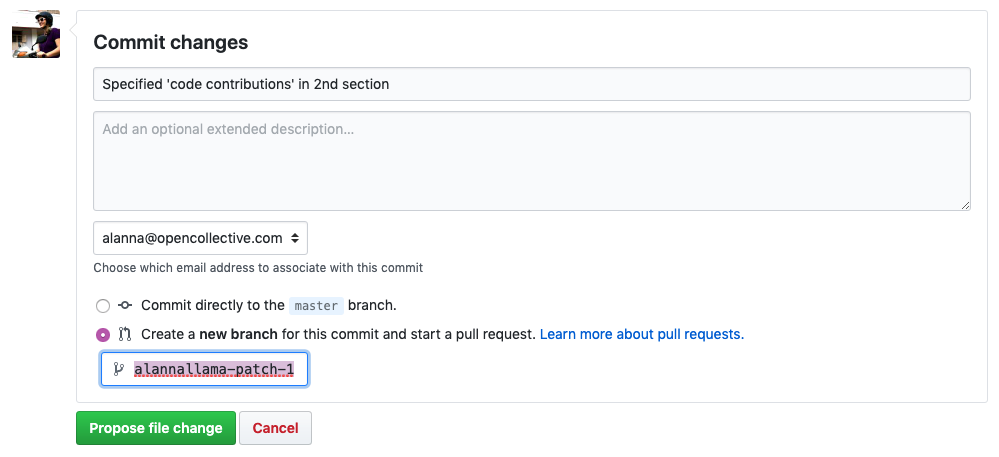 Commit changes
Specified 'code contributions' in 2nd section
Add an optional extended description...
alanna@opencollective.com
Choose which email address to associate with this commit
Commit directly to the master branch.
Create a new branch for this commit and start a pull request. Learn more about pull requests.
alannallama-patch-1
Propose file change Cancel